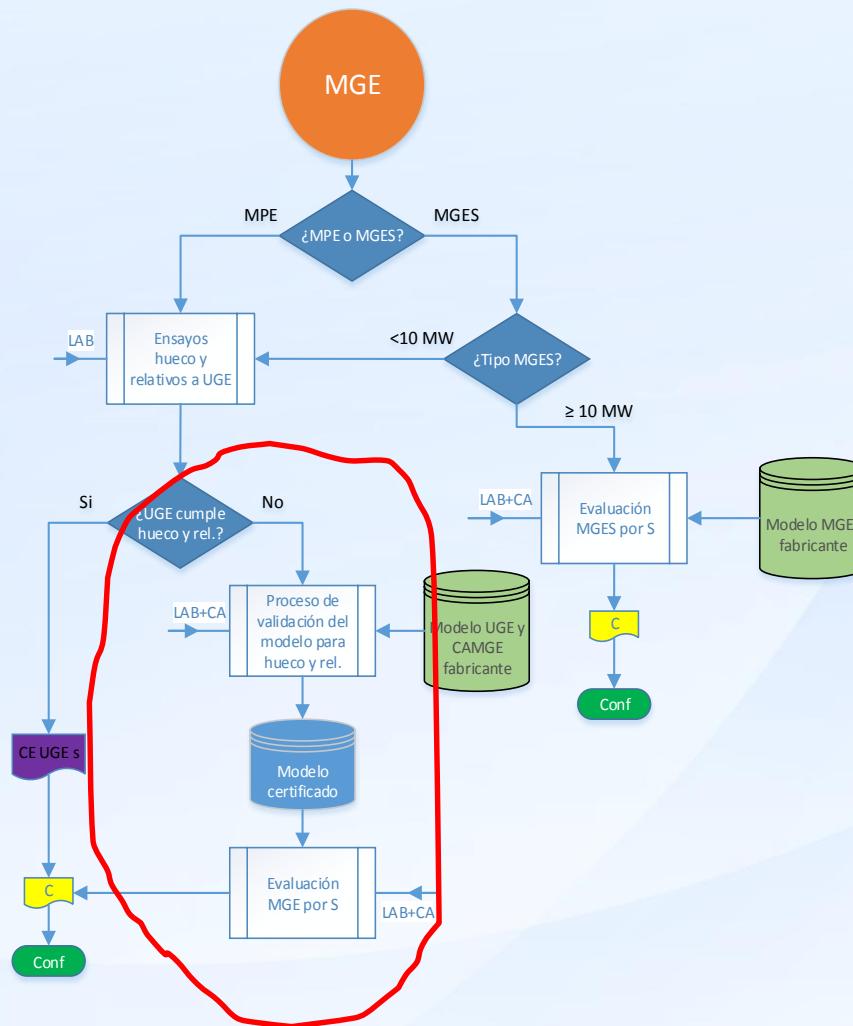 MGE
MPE
MGES
¿MPE o MGES?
LAB
Ensayos
hueco y
relativos a UGE
<10 MW
¿Tipo MGES?
≥ 10 MW
Si
¿UGE cumple
hueco y rel.?
No
LAB+CA
Evaluación
MGES por S
Modelo MGE
fabricante
LAB+CA
Proceso de
validación del
modelo para
hueco y rel.
Modelo UGE y
CAMGE
fabricante
C
Conf
CE UGE s
Modelo
certificado
C
Evaluación
MGE por S
LAB+CA
Conf